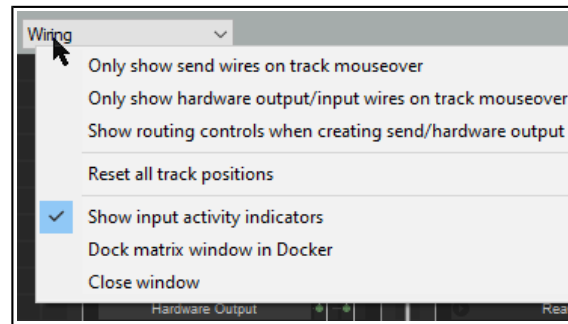 Wiring
Only show send wires on track mouseover
Only show hardware output/input wires on track mouseover
Show routing controls when creating send/hardware output
Reset all track positions
Show input activity indicators
Dock matrix window in Docker
Close window
Hardware Output